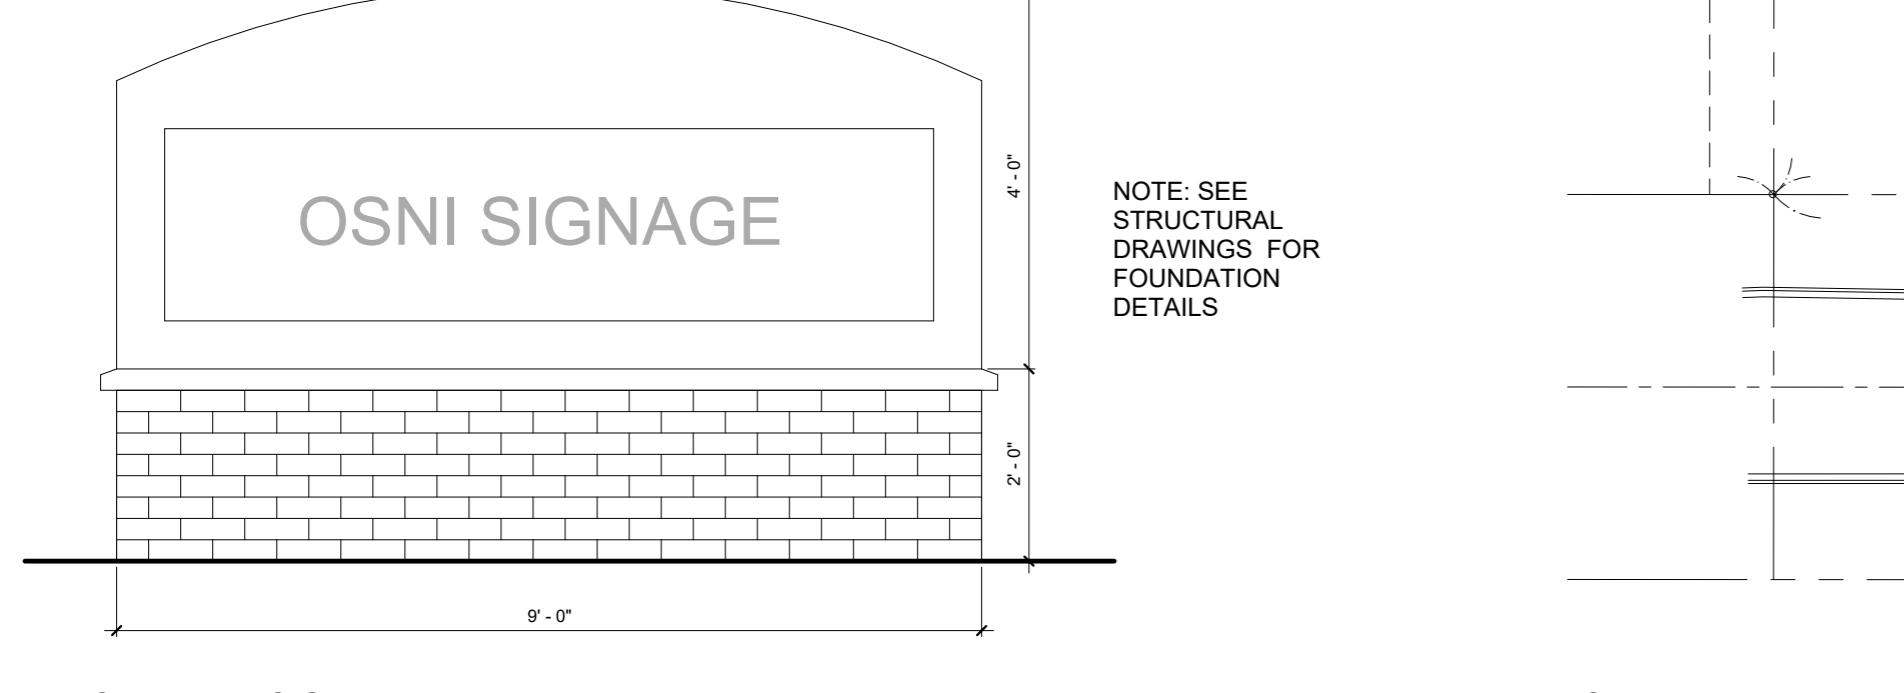 OSNI SIGNAGE
4' - 0"
NOTE: SEE
STRUCTURAL
DRAWINGS  FOR
FOUNDATION
DETAILS
2' - 0"
9' - 0"